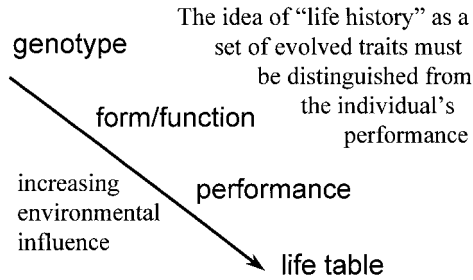 genotype
The idea of “life history” as a
set of evolved traits must
be distinguished from
the individual’s
performance
form/function
increasing
environmental
influence
performance
life table